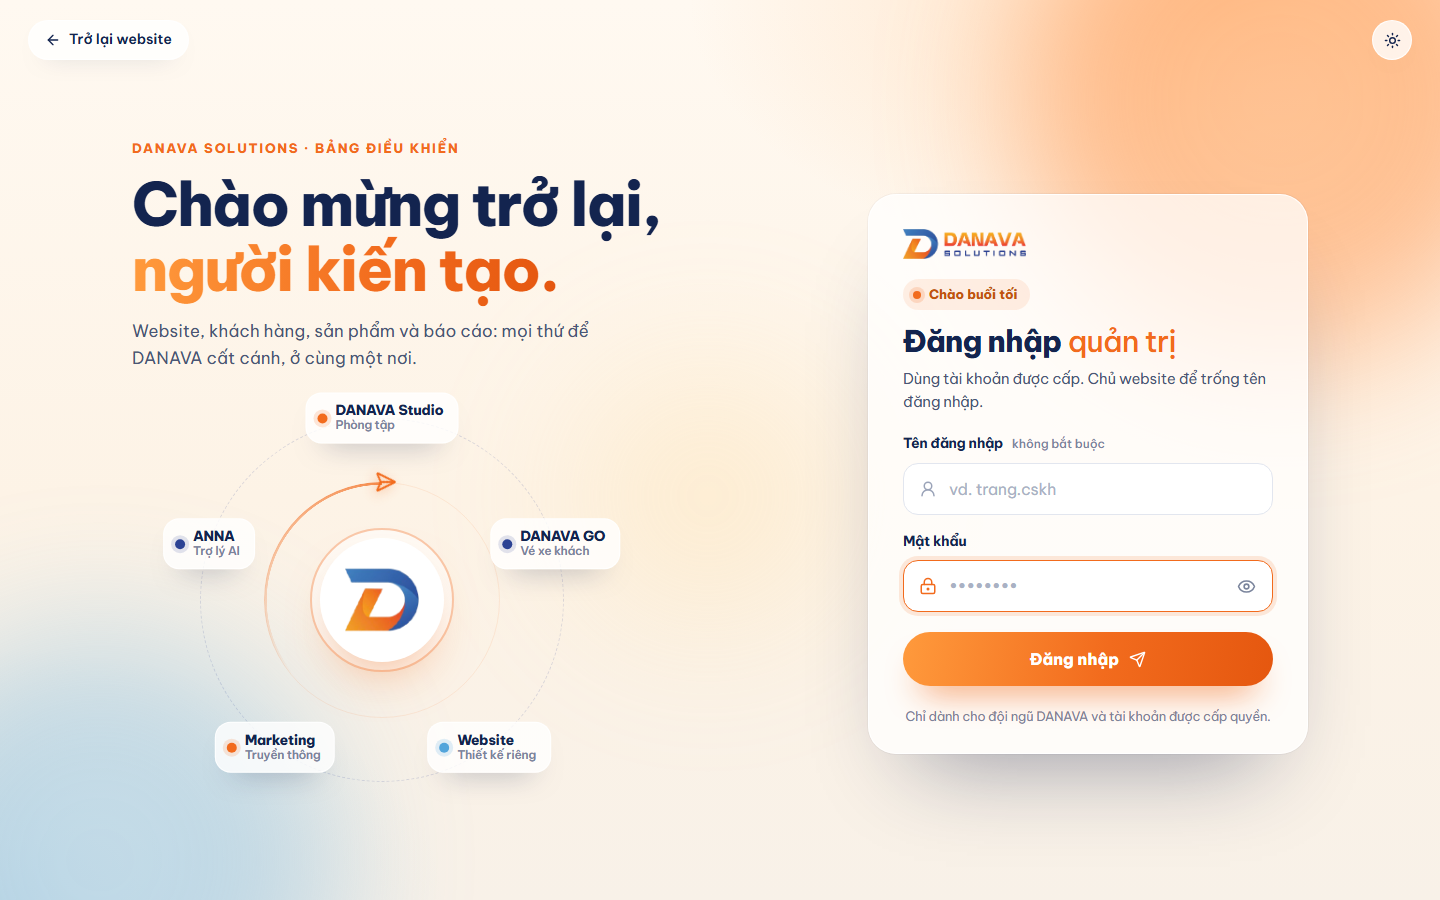 Trở lại website
DANAVA SOLUTIONS · BẢNG ĐIỀU KHIỂN
Chào mừng trở lại,
người kiến tạo.
Website, khách hàng, sản phẩm và báo cáo: mọi thứ để
DANAVA cất cánh, ở cùng một nơi.
DANAVA Studio
Phòng tập
ANNA
Trợ lý AI
DANAVA GO
Vé xe khách
Marketing
Truyền thông
Website
Thiết kế riêng
DANAVA
SOLUTIONS
Chào buổi tối
Đăng nhập quản trị
Dùng tài khoản được cấp. Chủ website để trống tên
đăng nhập.
Tên đăng nhập không bắt buộc
vd. trang.cskh
Mật khẩu
••••••••
Đăng nhập
Chỉ dành cho đội ngũ DANAVA và tài khoản được cấp quyền.